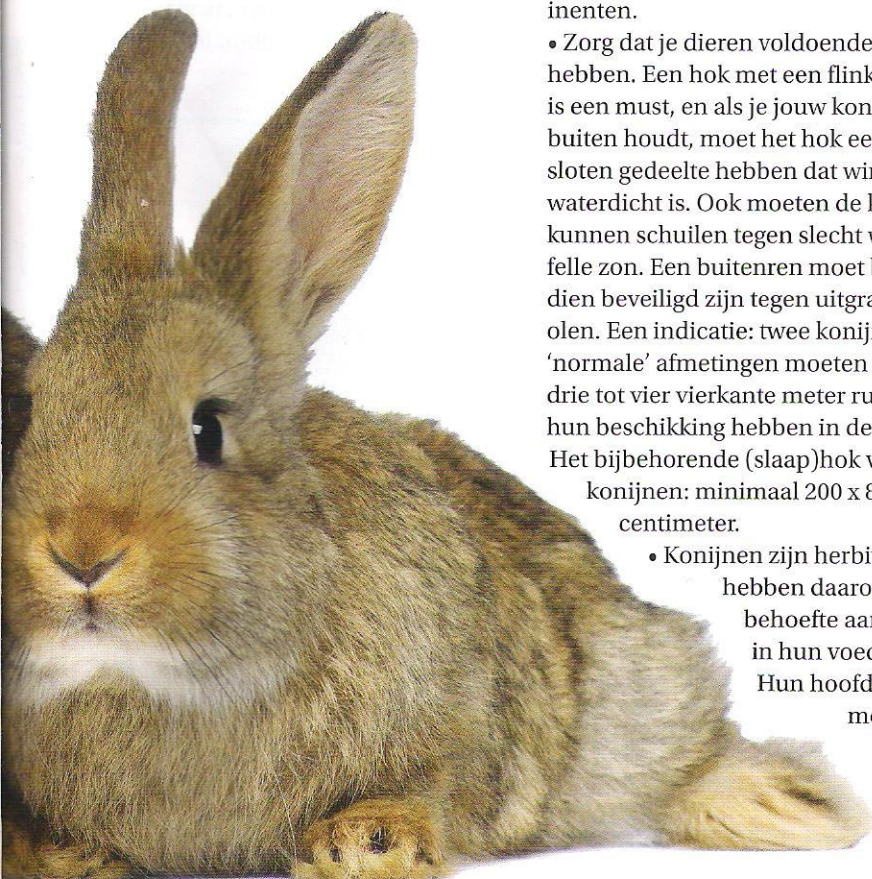 inenten.
• Zorg dat je dieren voldoende
hebben. Een hok met een flink
is een must, en als je jouw kon
buiten houdt, moet het hok ee
sloten gedeelte hebben dat win
waterdicht is. Ook moeten de k
kunnen schuilen tegen slecht w
felle zon. Een buitenren moet b
dien beveiligd zijn tegen uitgra
olen. Een indicatie: twee konij
‘normale’ afmetingen moeten
drie tot vier vierkante meter ru
hun beschikking hebben in de
Het bijbehorende (slaap)hok v
konijnen: minimaal 200 x 8
centimeter.
• Konijnen zijn herbi
hebben daaro
behoefte aan
in hun voed
Hun hoofd
me